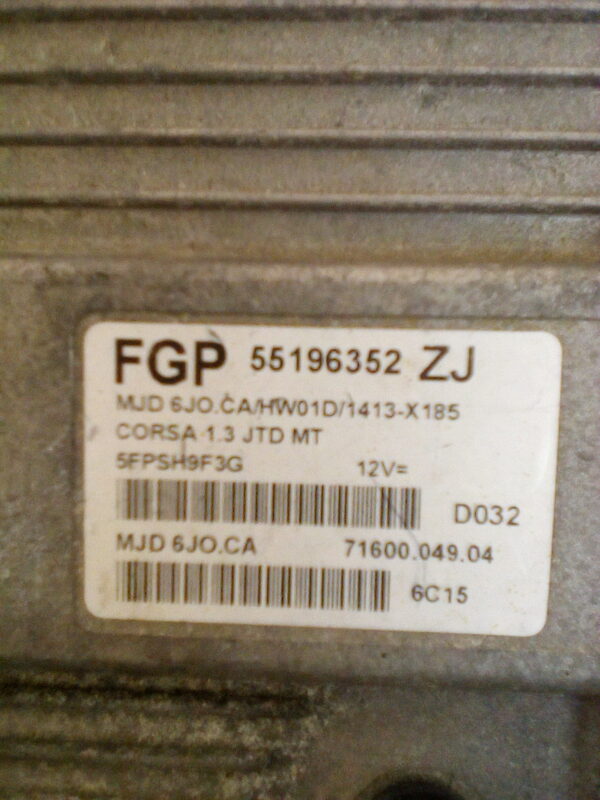 FGP 55196352 ZJ
MJD 6JO.CA/HW01D/1413-X185
CORSA 1.3 JTD MT
5FPSH9F3G 12V=
D032
MJD 6JO.CA 71600.049.04
6C15